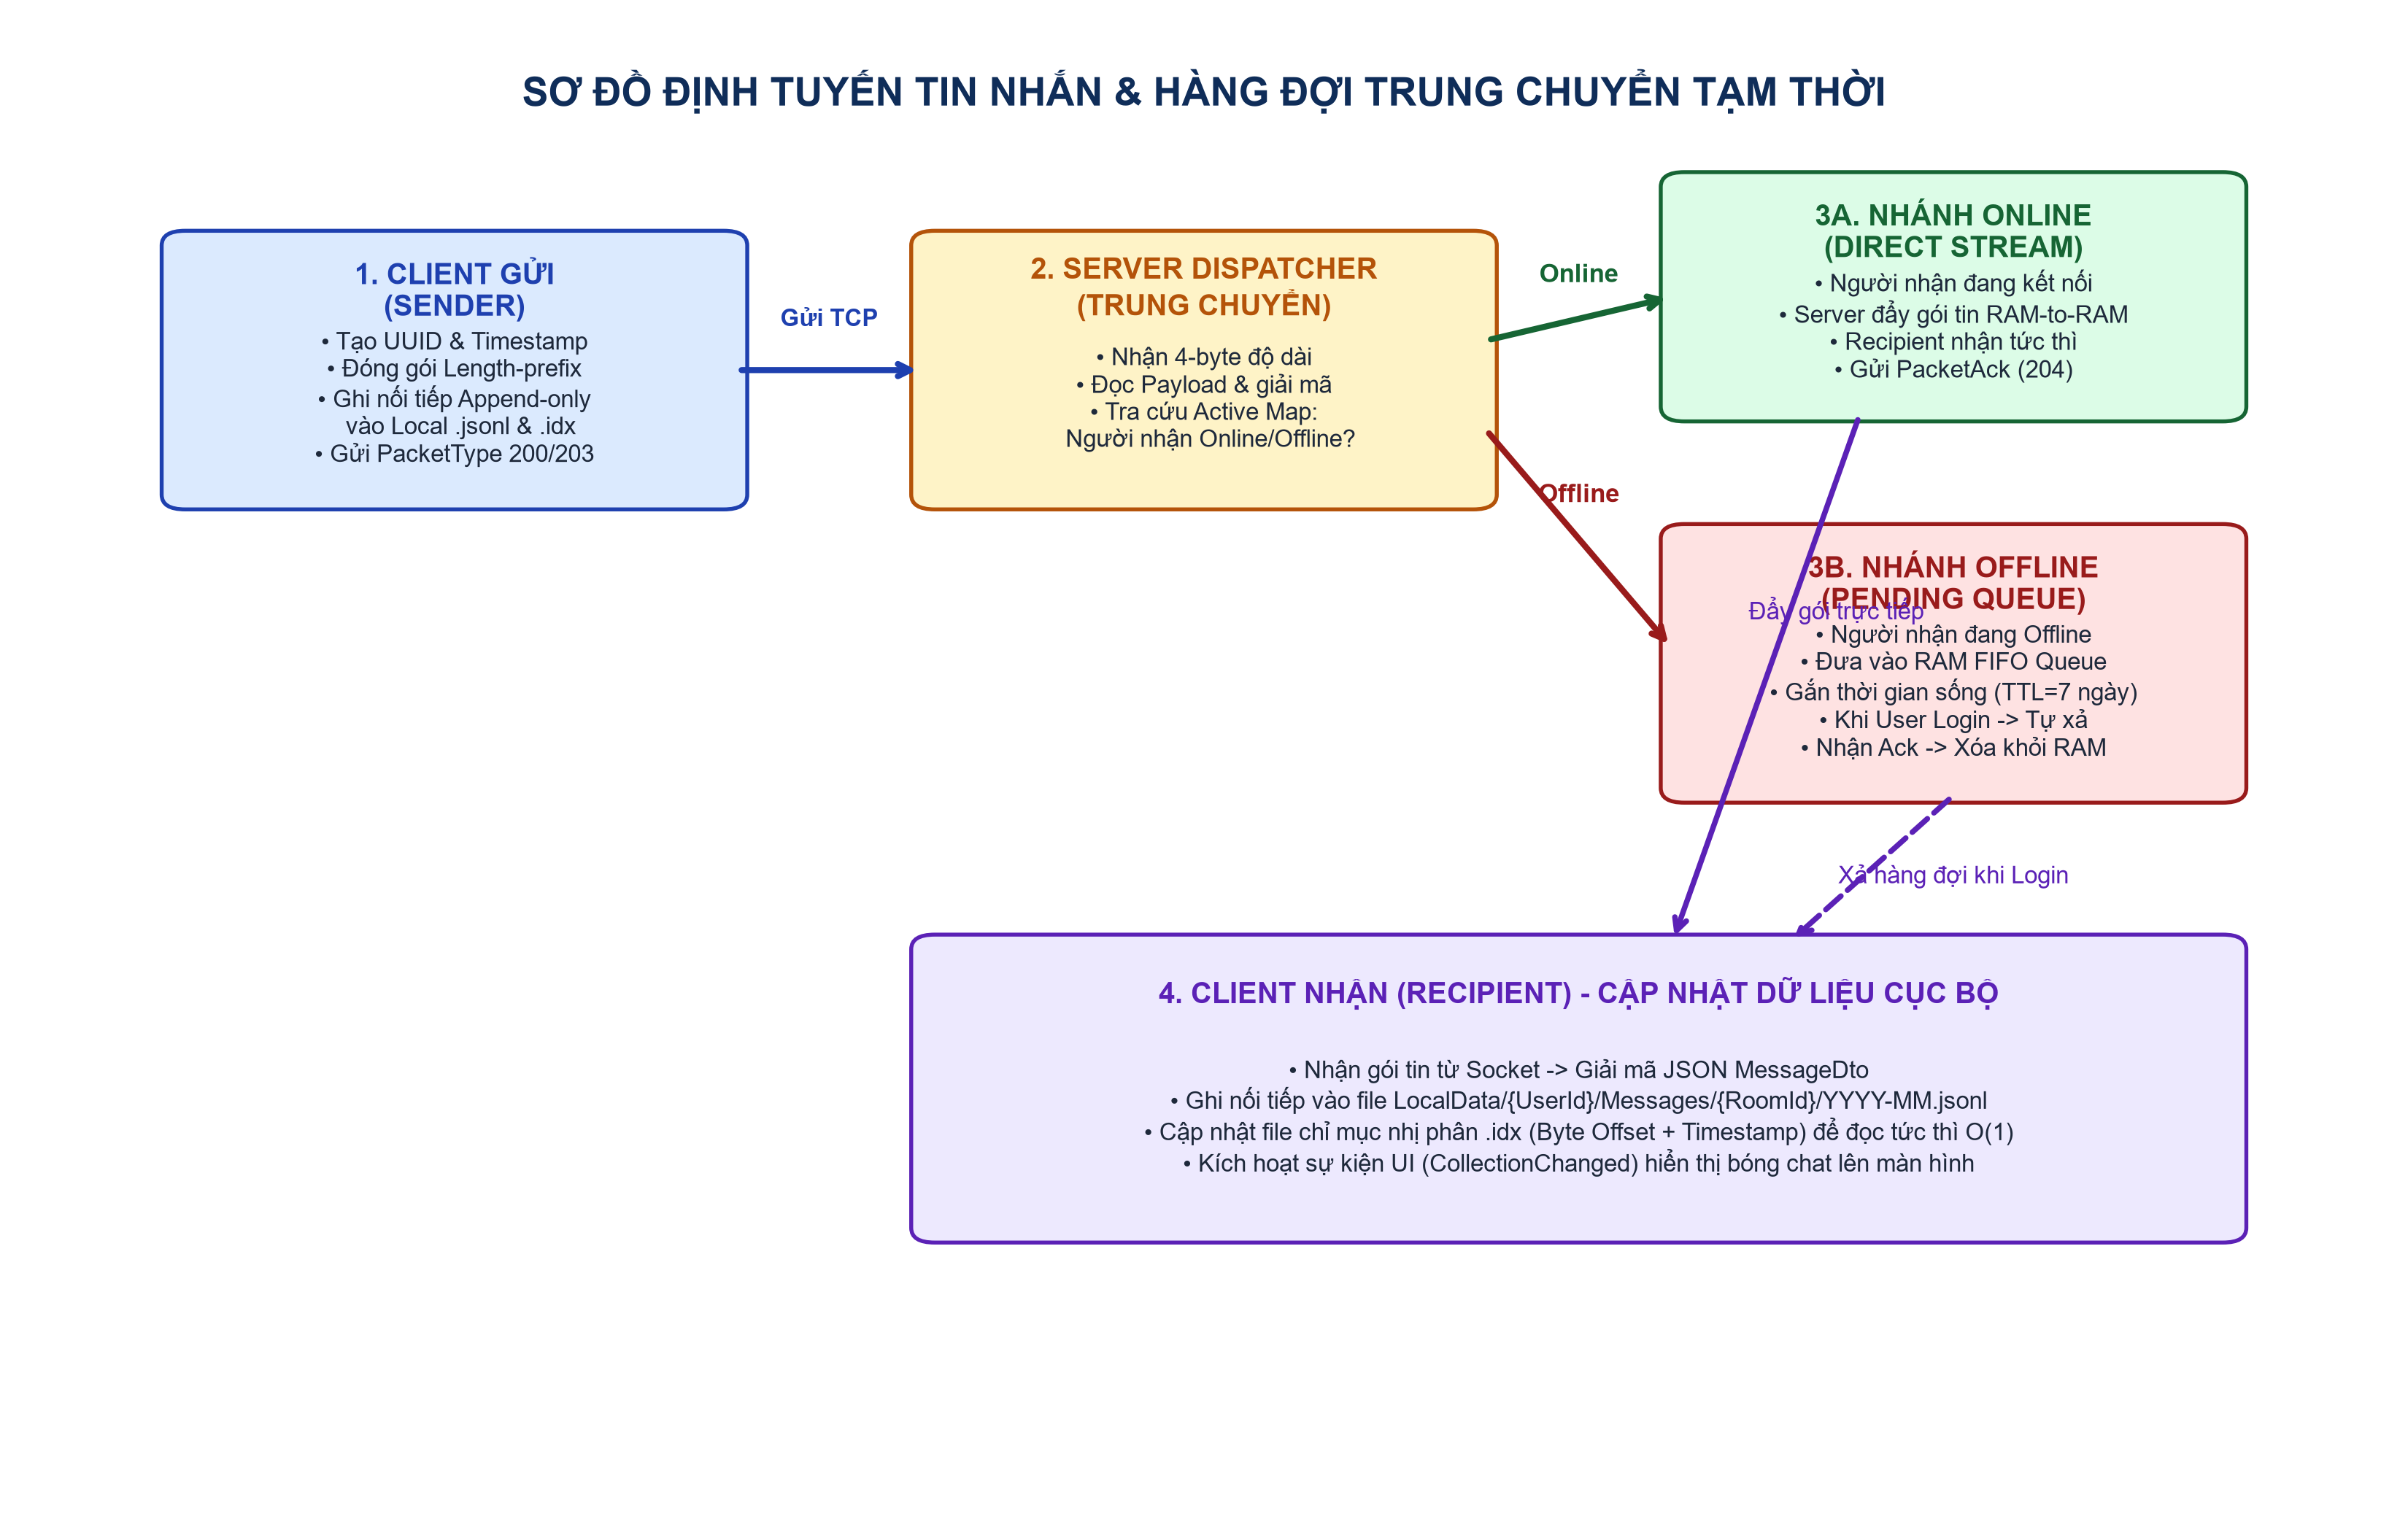 SƠ ĐỒ ĐỊNH TUYẾN TIN NHẮN & HÀNG ĐỢI TRUNG CHUYỂN TẠM THỜI
1. CLIENT GỬI
(SENDER)
• Tạo UUID & Timestamp
• Đóng gói Length-prefix
• Ghi nối tiếp Append-only
vào Local .jsonl & .idx
• Gửi PacketType 200/203
Gửi TCP
2. SERVER DISPATCHER
(TRUNG CHUYỂN)
• Nhận 4-byte độ dài
• Đọc Payload & giải mã
• Tra cứu Active Map:
Người nhận Online/Offline?
Online
Offline
3A. NHÁNH ONLINE
(DIRECT STREAM)
• Người nhận đang kết nối
• Server đẩy gói tin RAM-to-RAM
• Recipient nhận tức thì
• Gửi PacketAck (204)
3B. NHÁNH OFFLINE
(PENDING QUEUE)
Đẩy gói trực tiếp
• Người nhận đang Offline
• Đưa vào RAM FIFO Queue
• Gắn thời gian sống (TTL=7 ngày)
• Khi User Login -> Tự xả
• Nhận Ack -> Xóa khỏi RAM
Xả hàng đợi khi Login
4. CLIENT NHẬN (RECIPIENT) - CẬP NHẬT DỮ LIỆU CỤC BỘ
• Nhận gói tin từ Socket -> Giải mã JSON MessageDto
• Ghi nối tiếp vào file LocalData/{UserId}/Messages/{RoomId}/YYYY-MM.jsonl
• Cập nhật file chỉ mục nhị phân .idx (Byte Offset + Timestamp) để đọc tức thì O(1)
• Kích hoạt sự kiện UI (CollectionChanged) hiển thị bóng chat lên màn hình